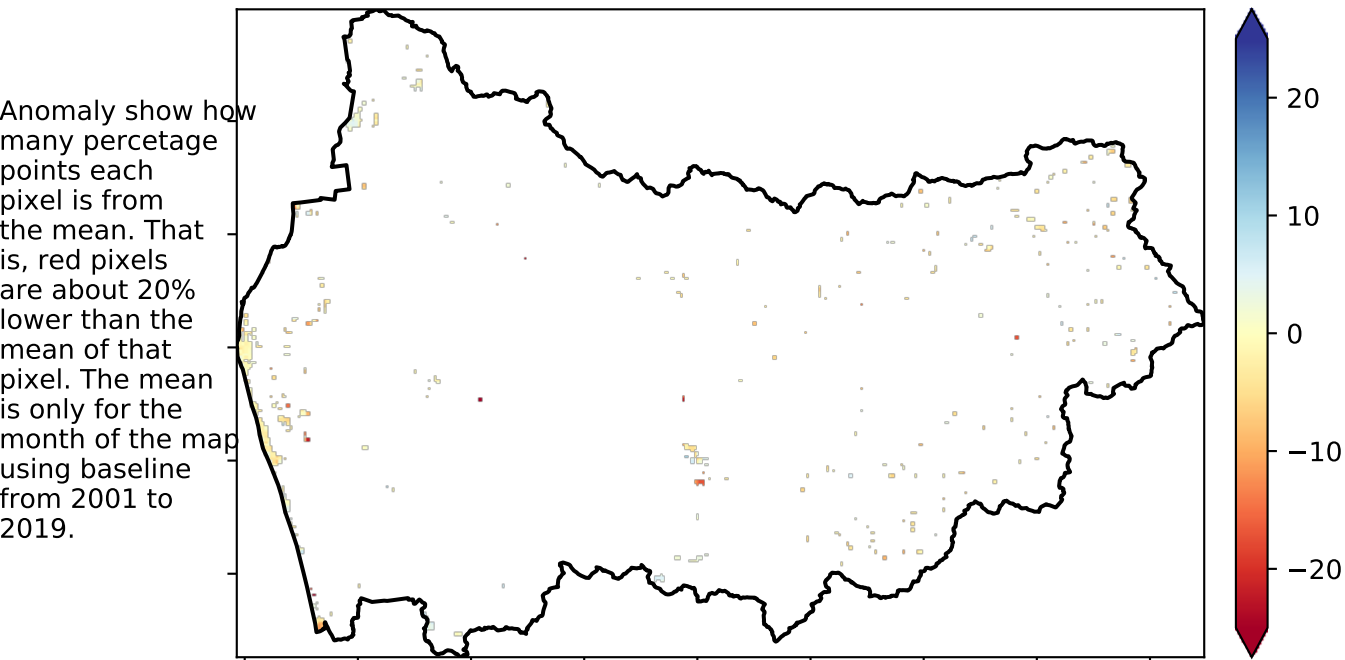 Anomaly show how
many percetage
points each
pixel is from
the mean. That
is, red pixels
are about 20%
lower than the
mean of that
pixel. The mean
is only for the
month of the map
using baseline
from 2001 to
2019.
20
10
0
−10
−20